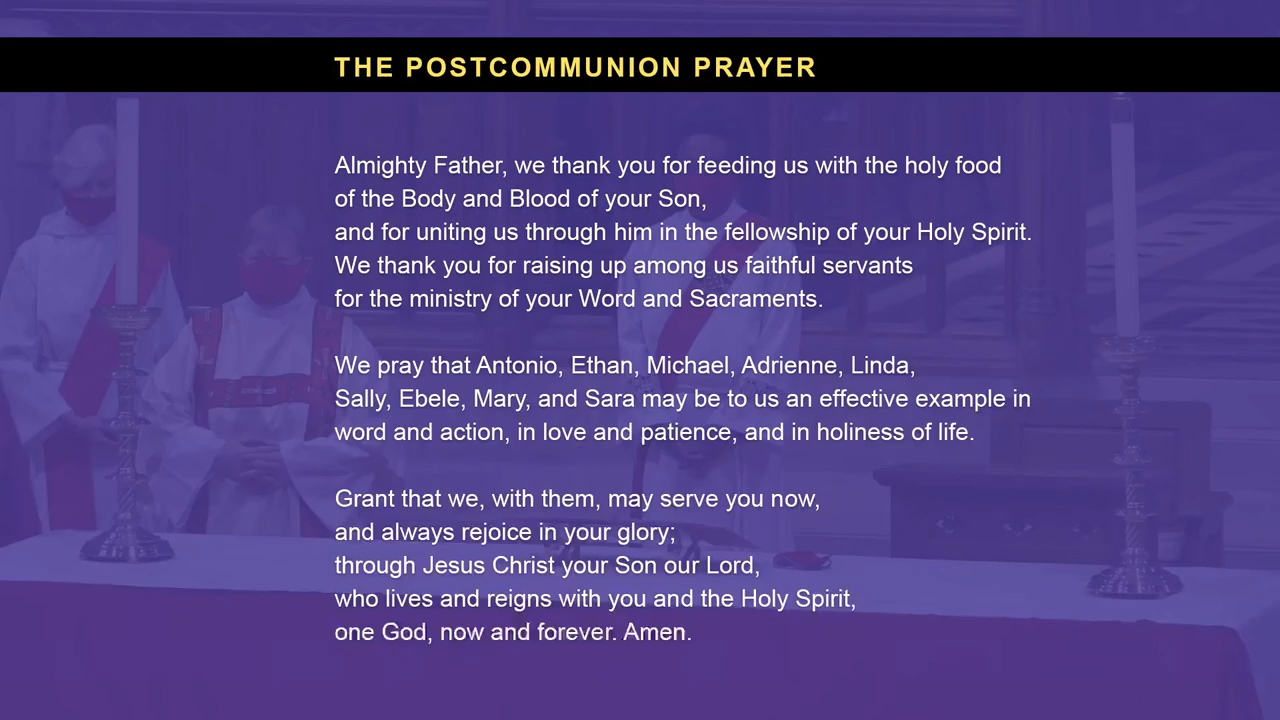 THE POSTCOMMUNION PRAYER
Almighty Father, we thank you for feeding us with the holy food
of the Body and Blood of your Son,
and for uniting us through him in the fellowship of your Holy Spirit.
We thank you for raising up among us faithful servants
for the ministry of your Word and Sacraments.
We pray that Antonio, Ethan, Michael, Adrienne, Linda,
Sally, Ebele, Mary, and Sara may be to us an effective example in
word and action, in love and patience, and in holiness of life.
Grant that we, with them, may serve you now,
and always rejoice in your glory;
through Jesus Christ your Son our Lord,
who lives and reigns with you and the Holy Spirit,
one God, now and forever. Amen.